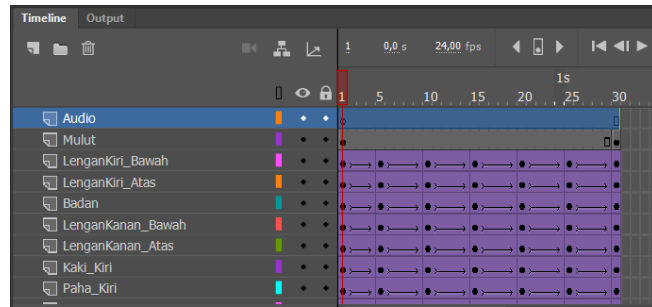 Timeline Output
1 0,0 s 24,00 fps
1s
1 5 10 15 20 25 30
Audio
Mulut
LenganKiri_Bawah
LenganKiri_Atas
Badan
LenganKanan_Bawah
LenganKanan_Atas
Kaki_Kiri
Paha_Kiri